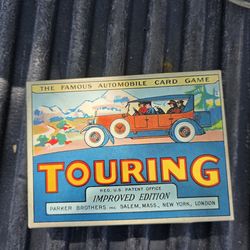 THE FAMOUS AUTOMOBILE CARD GAME
TOURING
REG. U.S. PATENT OFFICE
IMPROVED EDITION
PARKER BROTHERS INC. SALEM, MASS., NEW YORK, LONDON